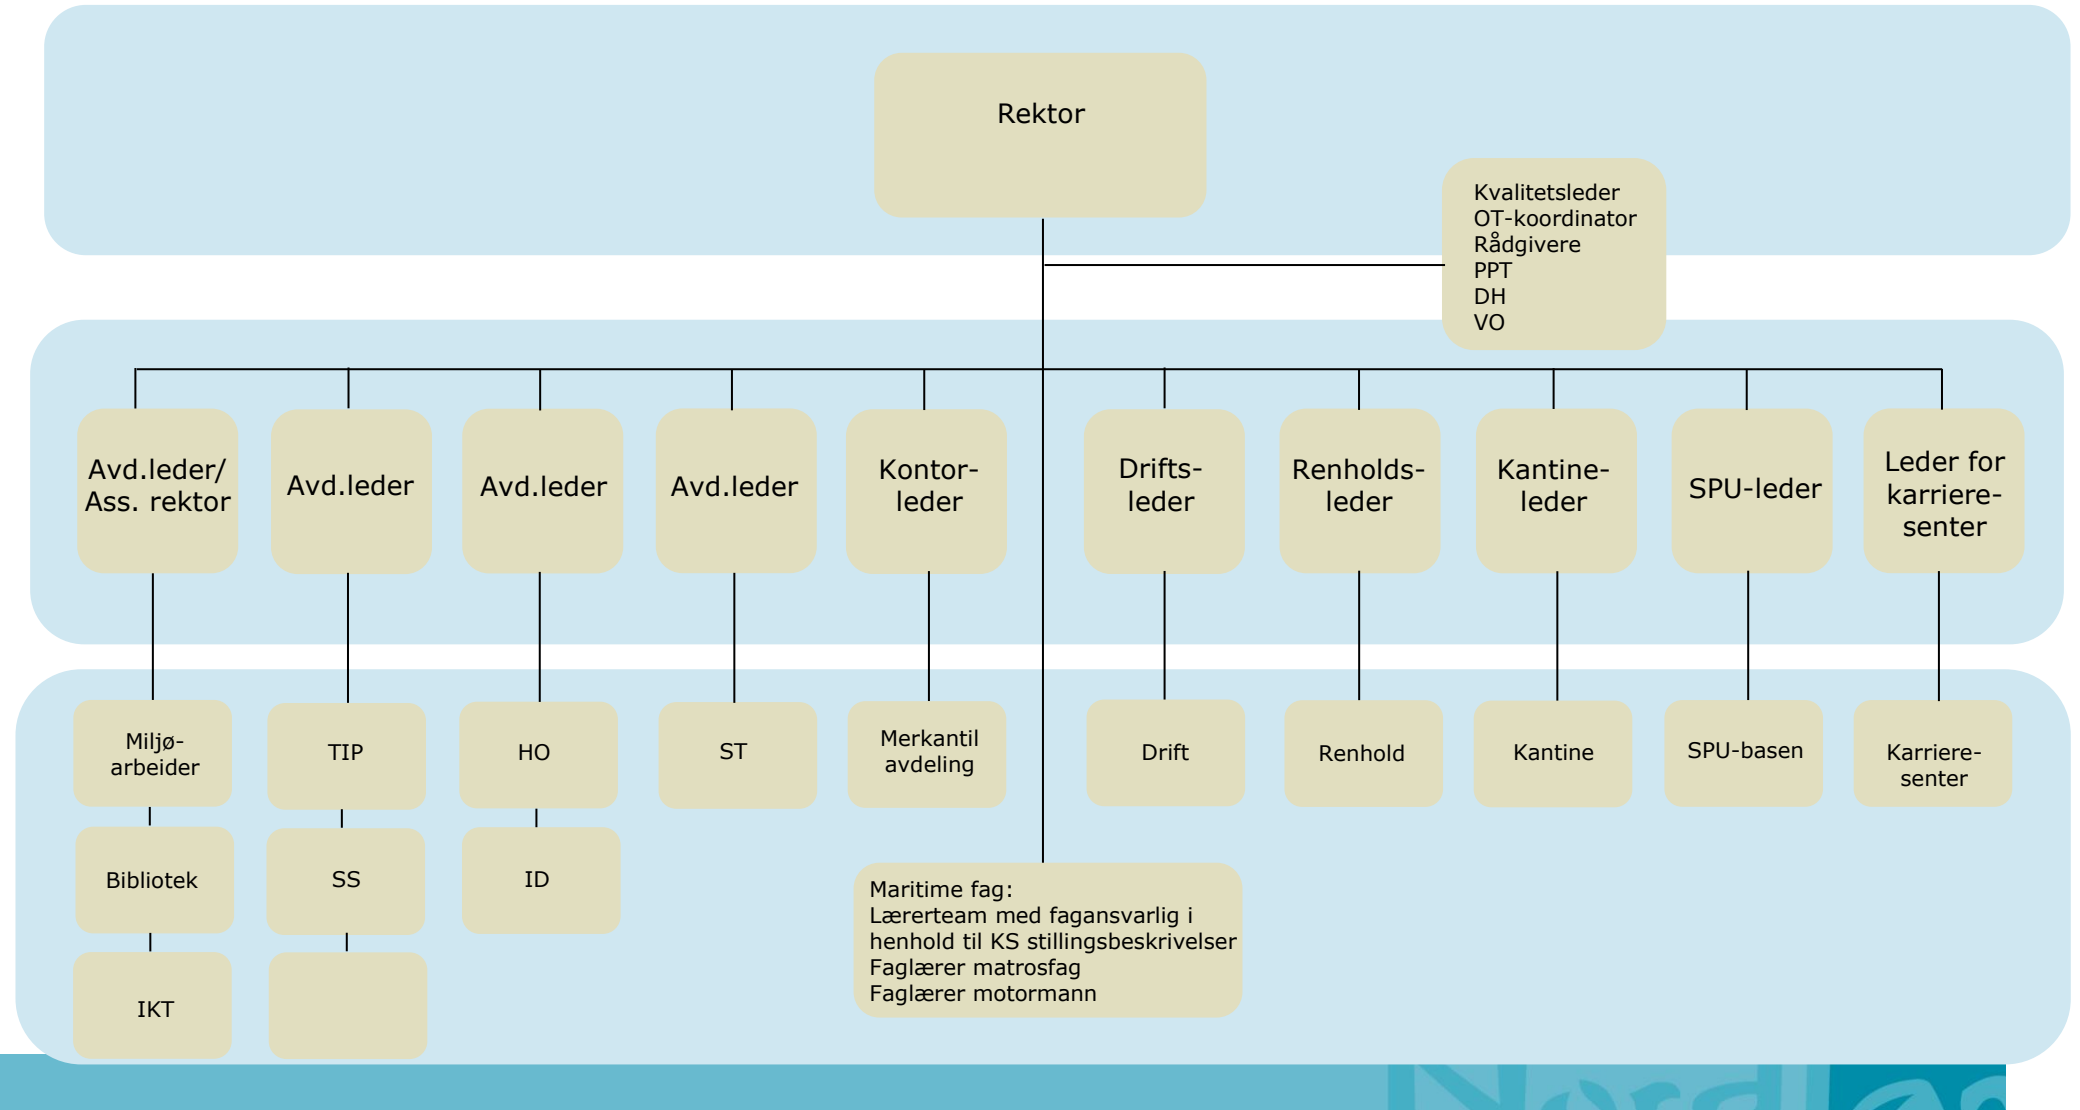 Rektor
Kvalitetsleder
OT-koordinator
Rådgivere
PPT
DH
VO
Avd.leder/
Ass. rektor
Avd.leder
Avd.leder
Avd.leder
Kontor-
leder
Drifts-
leder
Renholds-
leder
Kantine-
leder
SPU-leder
Leder for
karriere-
senter
Miljø-
arbeider
TIP
HO
ST
Merkantil
avdeling
Drift
Renhold
Kantine
SPU-basen
Karriere-
senter
Bibliotek
SS
ID
Maritime fag:
Lærerteam med fagansvarlig i
henhold til KS stillingsbeskrivelser
Faglærer matrosfag
Faglærer motormann
IKT